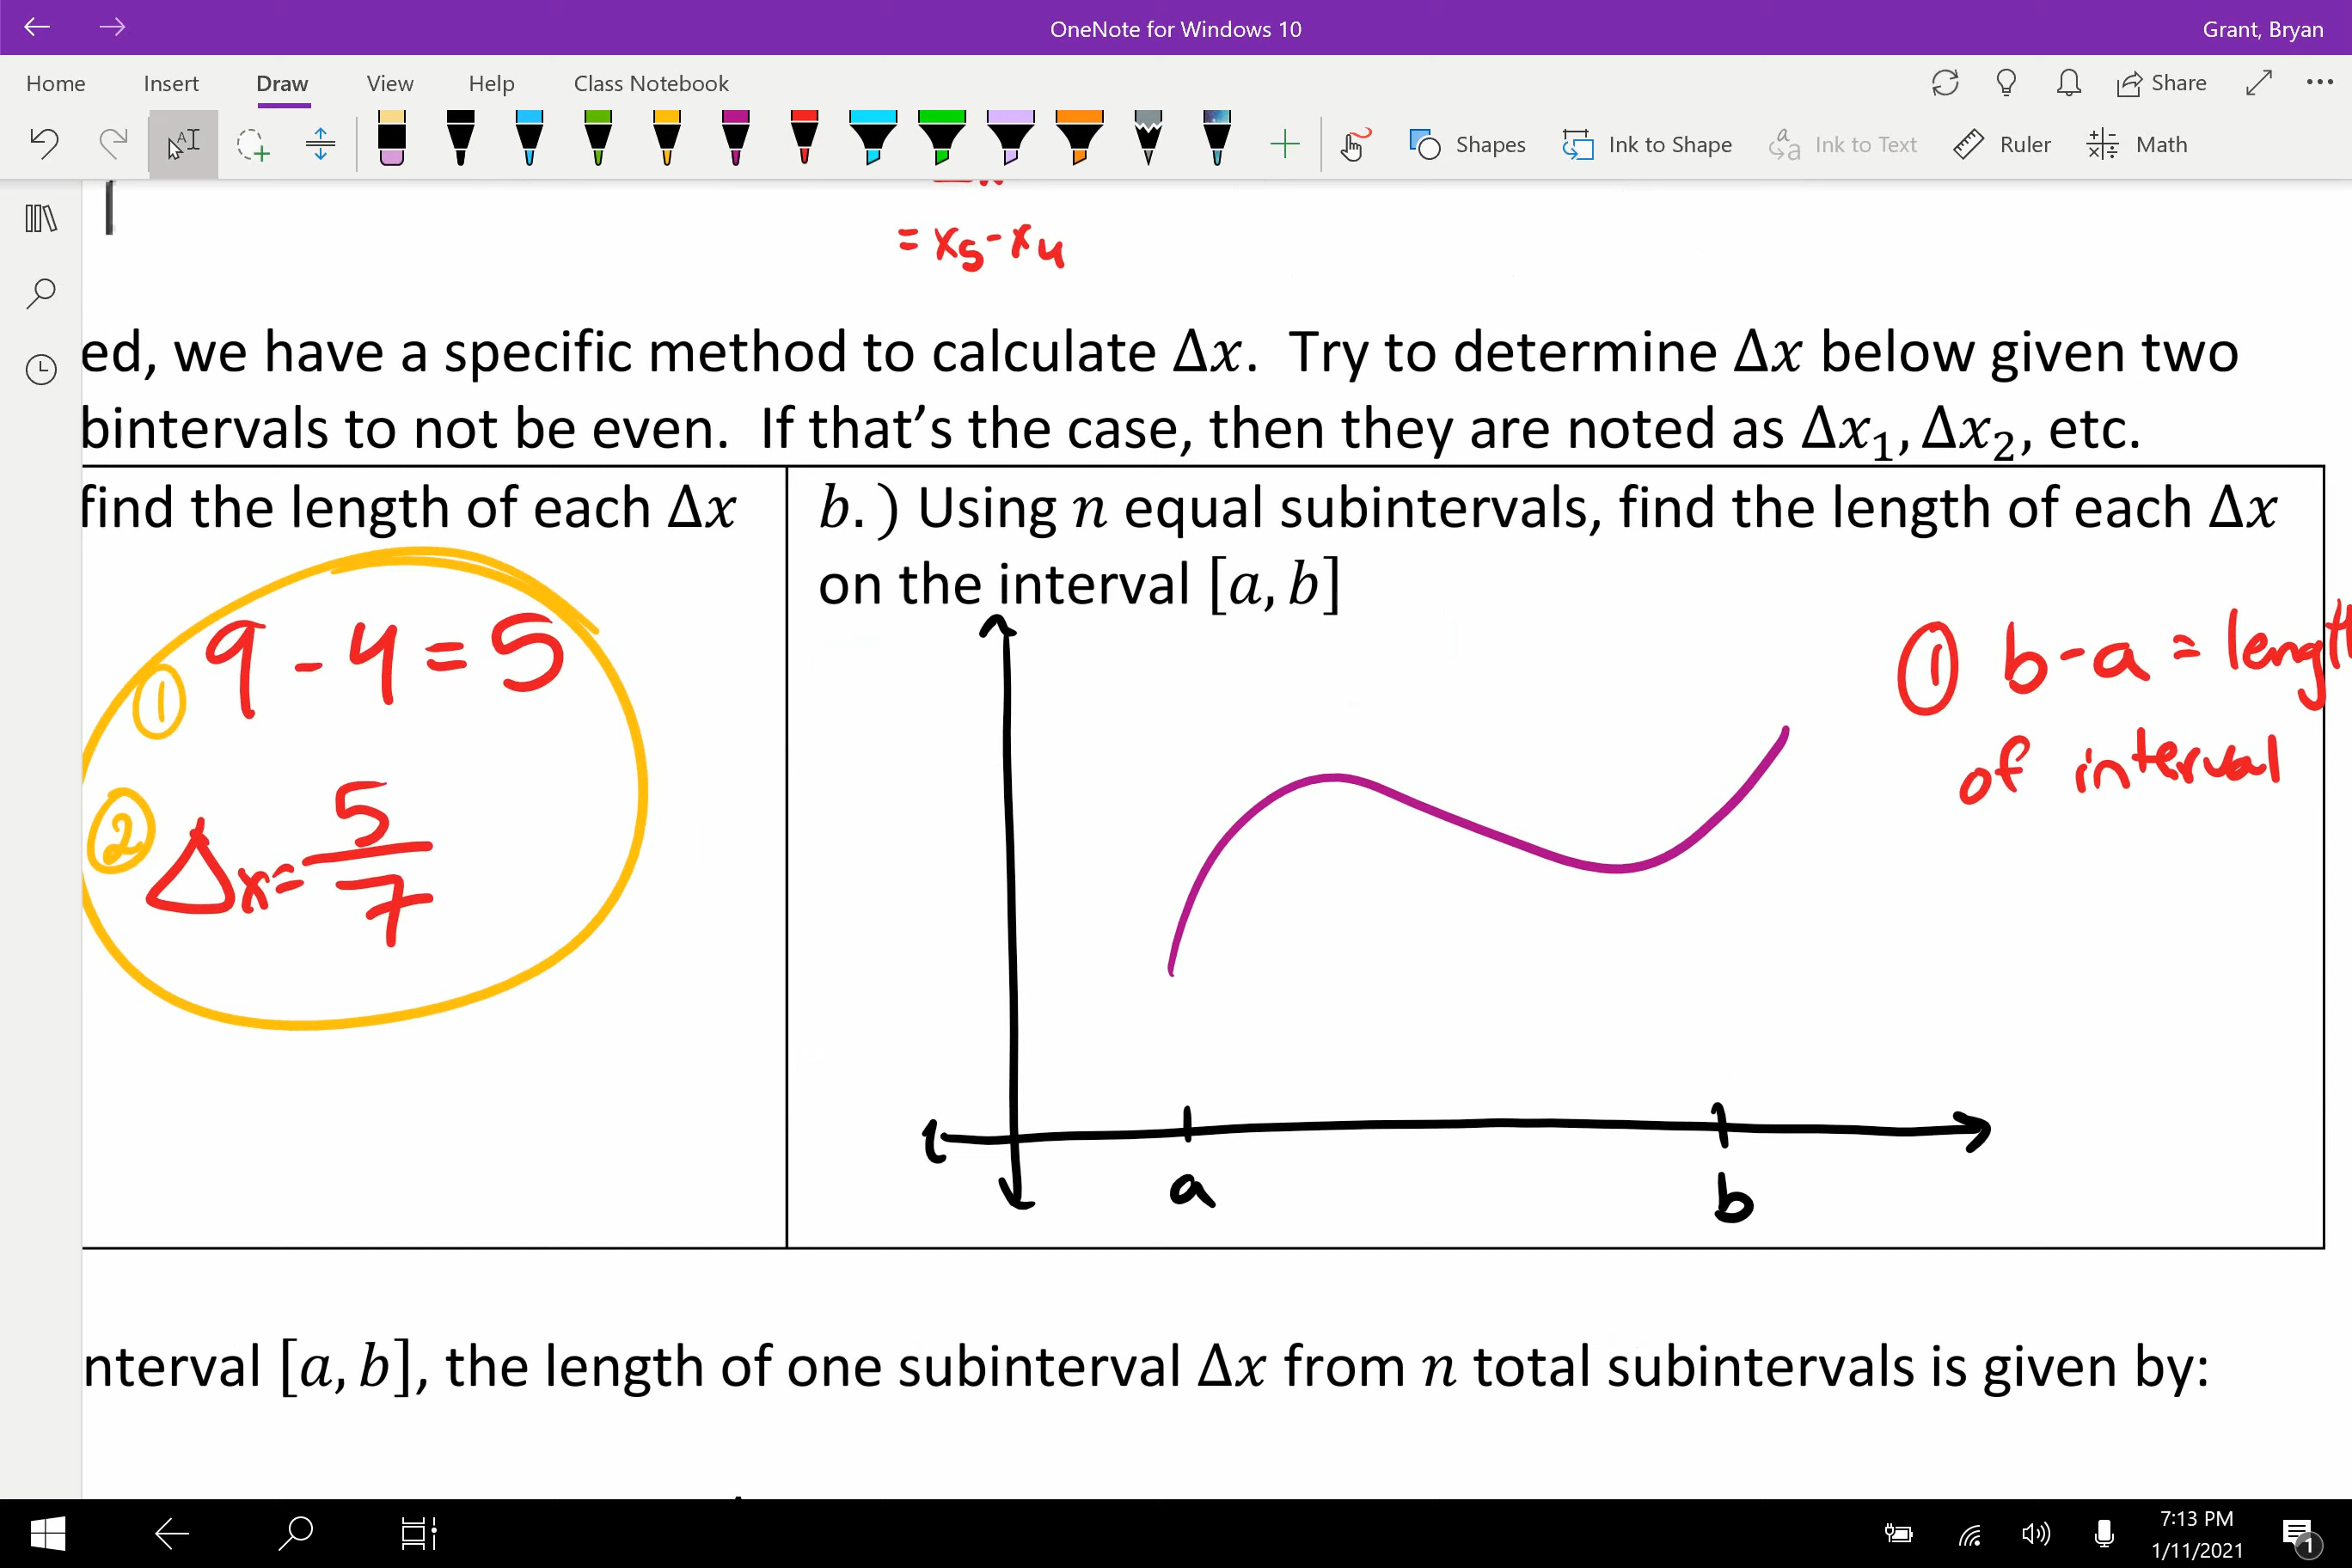 OneNote for Windows 10
Grant, Bryan
Home Insert Draw View Help Class Notebook Share
Shapes Ink to Shape Ink to Text Ruler Math
= x₅ - x₄
ed, we have a specific method to calculate Δx. Try to determine Δx below given two
bintervals to not be even. If that's the case, then they are noted as Δx₁, Δx₂, etc.
find the length of each Δx
① 9 - 4 = 5
② Δx = 5/7
b.) Using n equal subintervals, find the length of each Δx
on the interval [a, b]
① b - a = length
of interval
a b
nterval [a, b], the length of one subinterval Δx from n total subintervals is given by:
7:13 PM
1/11/2021
1